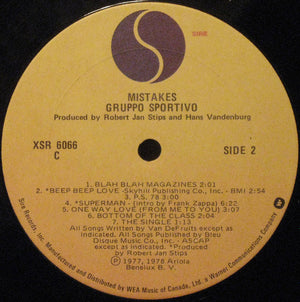 SIRE
MISTAKES
GRUPPO SPORTIVO
Produced by Robert Jan Stips and Hans Vandenburg
XSR 6066
C
SIDE 2
1. BLAH BLAH MAGAZINES 2:01
2. *BEEP BEEP LOVE -Skyhill Publishing Co., Inc. - BMI 2:54
3. P.S. 78 3:00
4. *SUPERMAN - (intro by Frank Zappa) 6:22
5. ONE WAY LOVE (FROM ME TO YOU) 3:37
6. BOTTOM OF THE CLASS 2:04
7. THE SINGLE 1:13
All Songs Written by Van DeFruits except as
indicated. All Songs Published by Bleu
Disque Music Co., Inc. - ASCAP
except as indicated. *Produced
by Robert Jan Stips
℗ 1977, 1978 Ariola
Benelux B. V.
Sire Records, Inc. Manufactured and Distributed by WEA Music of Canada, Ltd. a Warner Communications Co.